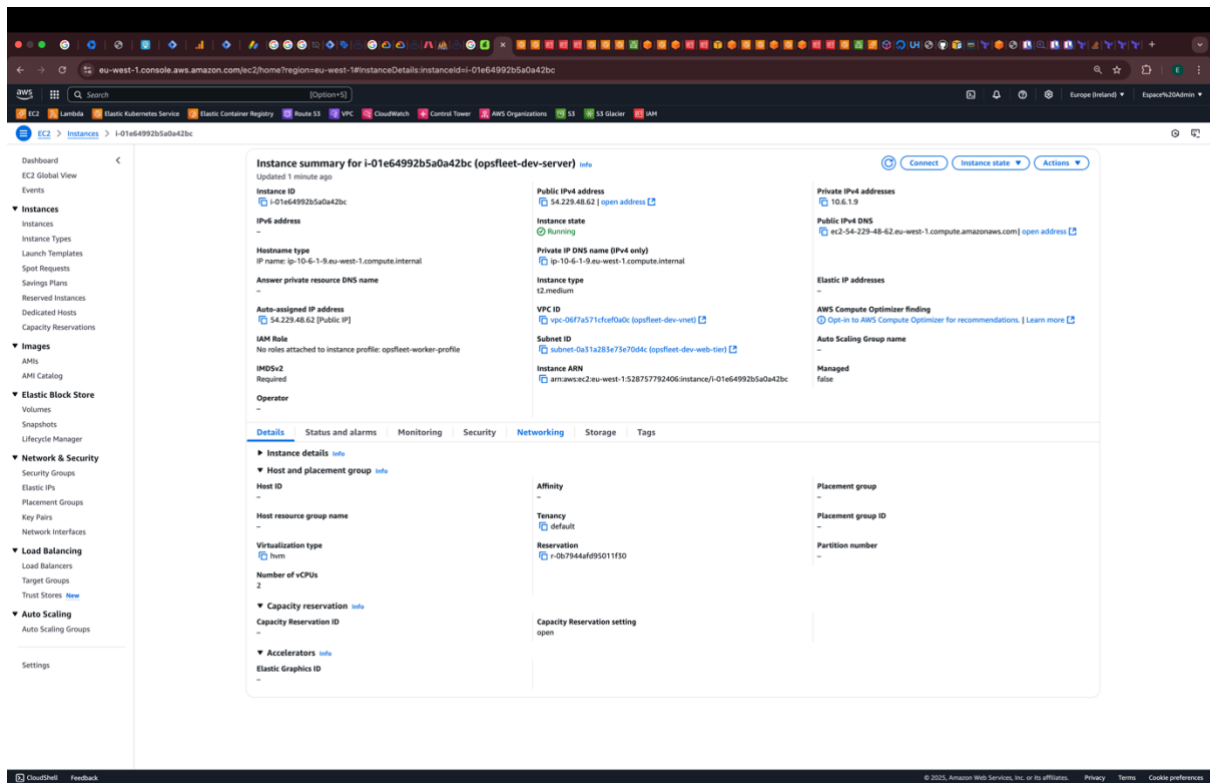 eu-west-1.console.aws.amazon.com/ec2/home?region=eu-west-1#InstanceDetails:instanceId=i-01e64992b5a0a42bc
aws Search [Option+S] Europe (Ireland) Espace%20Admin
EC2 Lambda Elastic Kubernetes Service Elastic Container Registry Route 53 VPC CloudWatch Control Tower AWS Organizations S3 S3 Glacier IAM
EC2 > Instances > i-01e64992b5a0a42bc
Dashboard
EC2 Global View
Events
Instances
Instances
Instance Types
Launch Templates
Spot Requests
Savings Plans
Reserved Instances
Dedicated Hosts
Capacity Reservations
Images
AMIs
AMI Catalog
Elastic Block Store
Volumes
Snapshots
Lifecycle Manager
Network & Security
Security Groups
Elastic IPs
Placement Groups
Key Pairs
Network Interfaces
Load Balancing
Load Balancers
Target Groups
Trust Stores New
Auto Scaling
Auto Scaling Groups
Settings
Instance summary for i-01e64992b5a0a42bc (opsfleet-dev-server) Info
Connect Instance state Actions
Updated 1 minute ago
Instance ID
i-01e64992b5a0a42bc
Public IPv4 address
54.229.48.62 | open address
Private IPv4 addresses
10.6.1.9
IPv6 address
–
Instance state
Running
Public IPv4 DNS
ec2-54-229-48-62.eu-west-1.compute.amazonaws.com | open address
Hostname type
IP name: ip-10-6-1-9.eu-west-1.compute.internal
Private IP DNS name (IPv4 only)
ip-10-6-1-9.eu-west-1.compute.internal
Answer private resource DNS name
–
Instance type
t2.medium
Elastic IP addresses
–
Auto-assigned IP address
54.229.48.62 [Public IP]
VPC ID
vpc-06f7a571cfcef0a0c (opsfleet-dev-vnet)
AWS Compute Optimizer finding
Opt-in to AWS Compute Optimizer for recommendations. | Learn more
IAM Role
No roles attached to instance profile: opsfleet-worker-profile
Subnet ID
subnet-0a31a283e73e70d4c (opsfleet-dev-web-tier)
Auto Scaling Group name
–
IMDSv2
Required
Instance ARN
arn:aws:ec2:eu-west-1:528757792406:instance/i-01e64992b5a0a42bc
Managed
false
Operator
–
Details Status and alarms Monitoring Security Networking Storage Tags
Instance details Info
Host and placement group Info
Host ID
–
Affinity
–
Placement group
–
Host resource group name
–
Tenancy
default
Placement group ID
–
Virtualization type
hvm
Reservation
r-0b7944afd95011f30
Partition number
–
Number of vCPUs
2
Capacity reservation Info
Capacity Reservation ID
–
Capacity Reservation setting
open
Accelerators Info
Elastic Graphics ID
–
CloudShell Feedback © 2025, Amazon Web Services, Inc. or its affiliates. Privacy Terms Cookie preferences